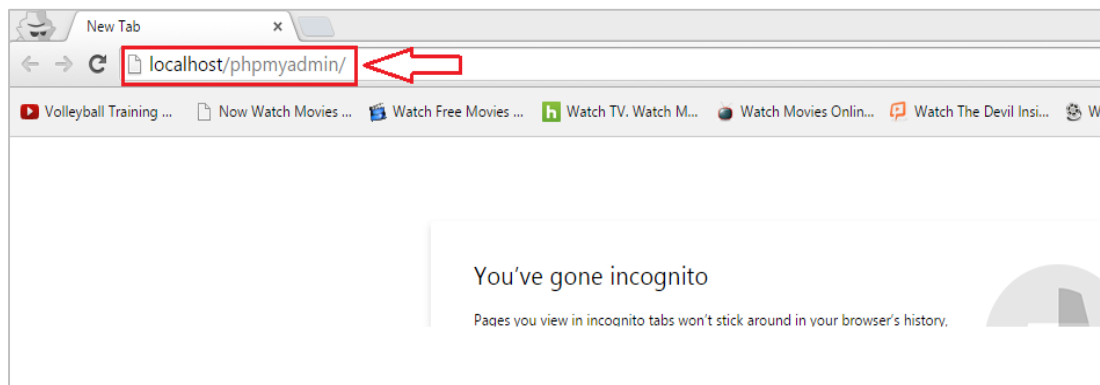 New Tab
localhost/phpmyadmin/
Volleyball Training ... Now Watch Movies ... Watch Free Movies ... Watch TV. Watch M... Watch Movies Onlin... Watch The Devil Insi... W
You've gone incognito
Pages you view in incognito tabs won't stick around in your browser's history,